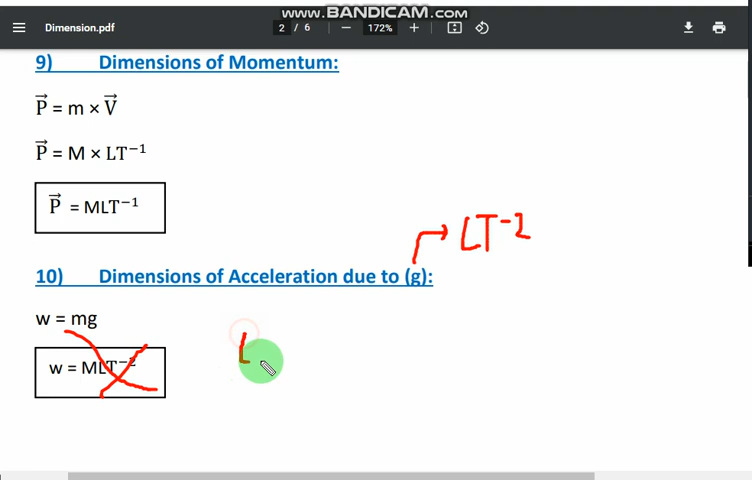 WWW.BANDICAM.COM
Dimension.pdf 2 / 6 — 172% +
9) Dimensions of Momentum:
P⃗ = m × V⃗
P⃗ = M × LT⁻¹
P⃗ = MLT⁻¹
LT⁻²
10) Dimensions of Acceleration due to (g):
w = mg
w = MLT⁻²
L